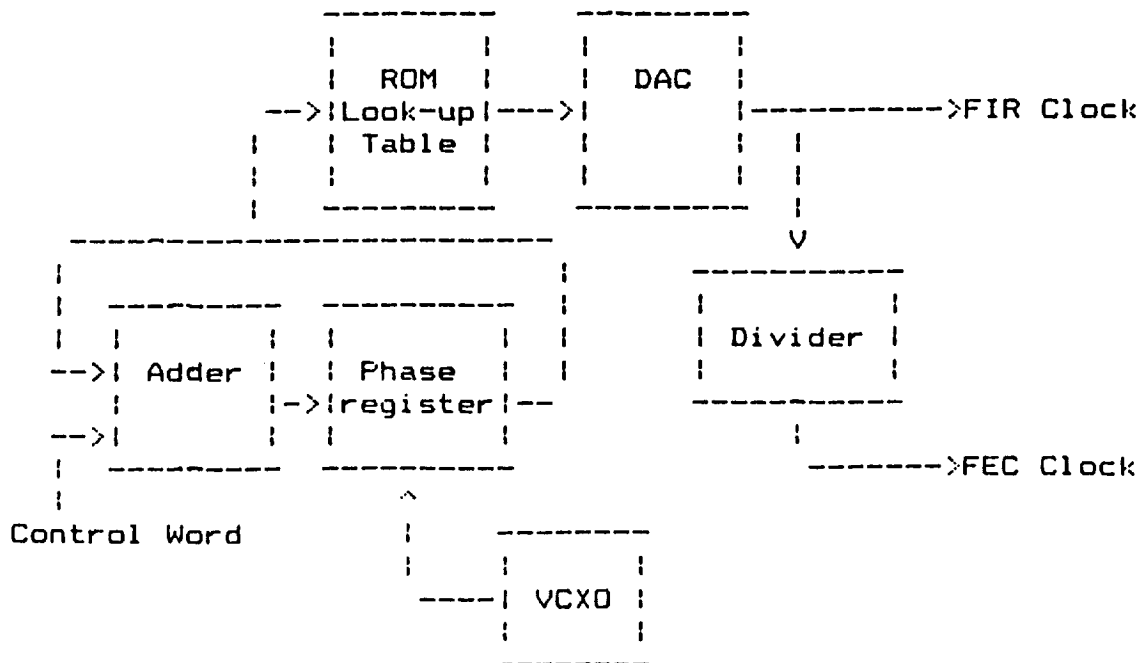 ROM
Look-up
Table
DAC
FIR Clock
Adder
Phase
register
Divider
FEC Clock
Control Word
VCXO